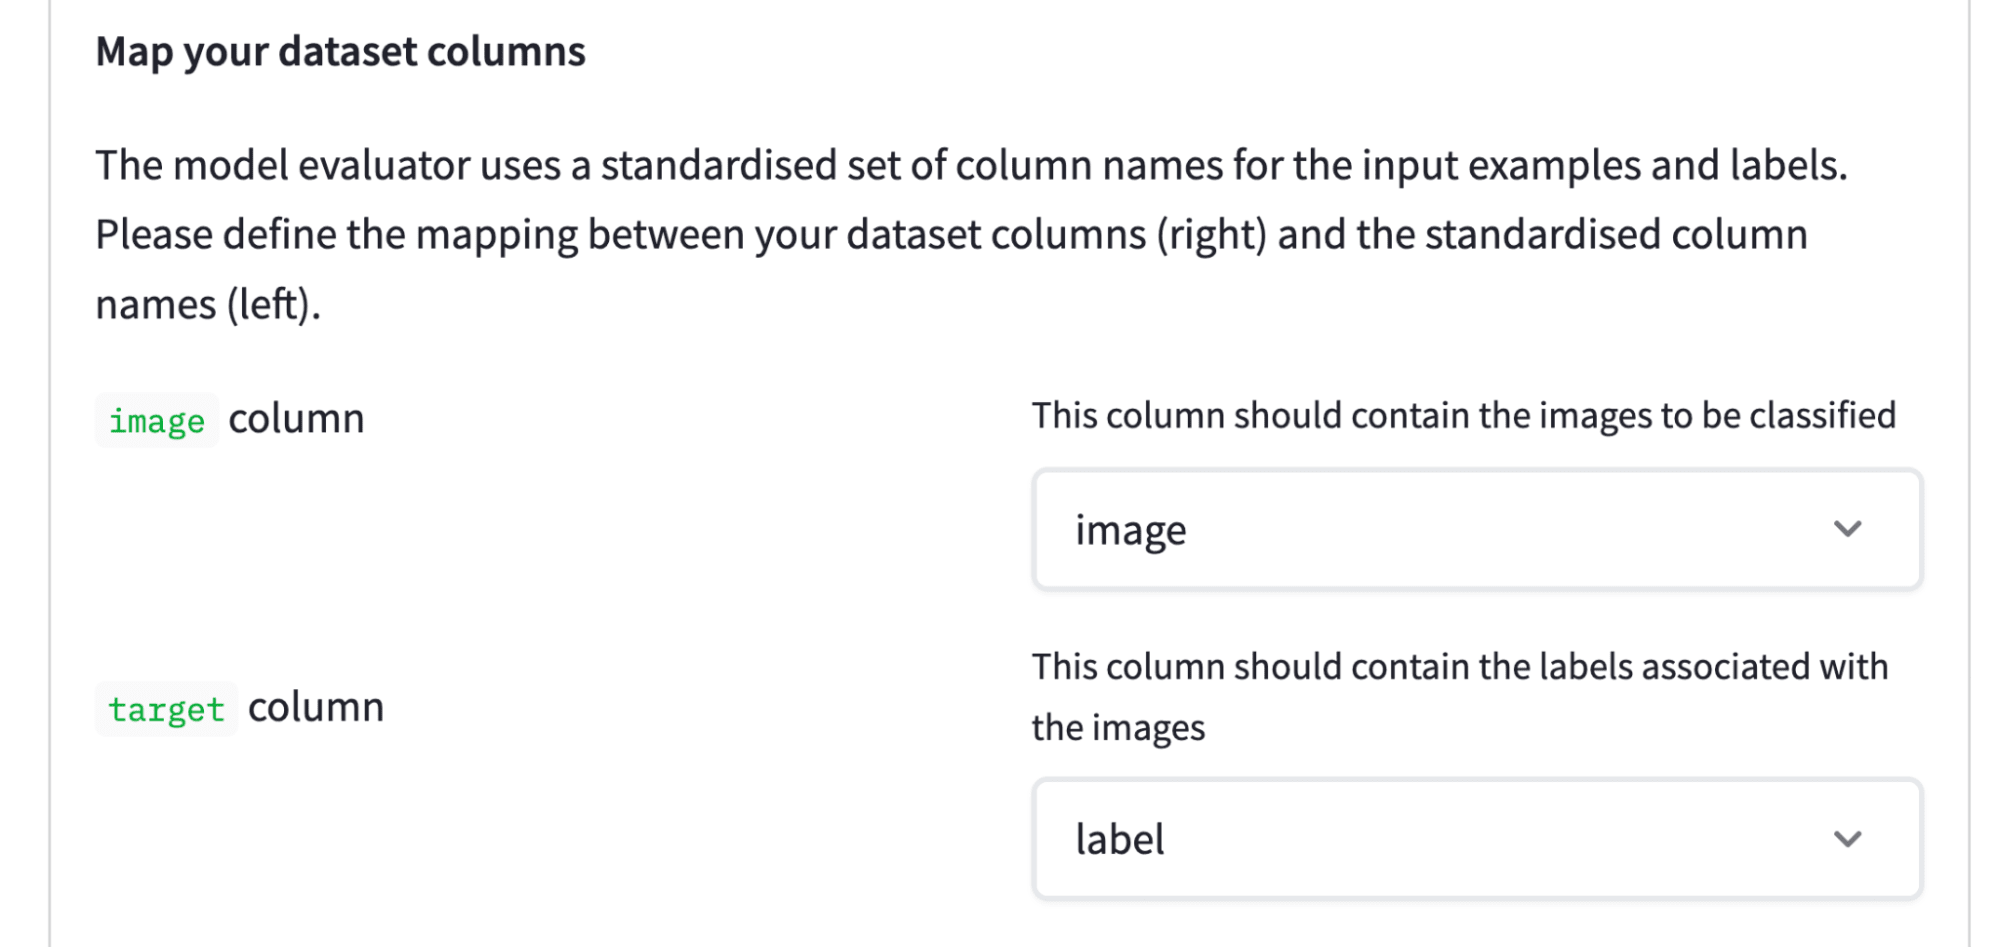 Map your dataset columns
The model evaluator uses a standardised set of column names for the input examples and labels.
Please define the mapping between your dataset columns (right) and the standardised column
names (left).
image column
This column should contain the images to be classified
image
target column
This column should contain the labels associated with
the images
label